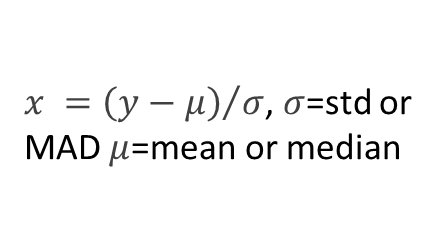 x = (y − μ)/σ, σ=std or
MAD μ=mean or median